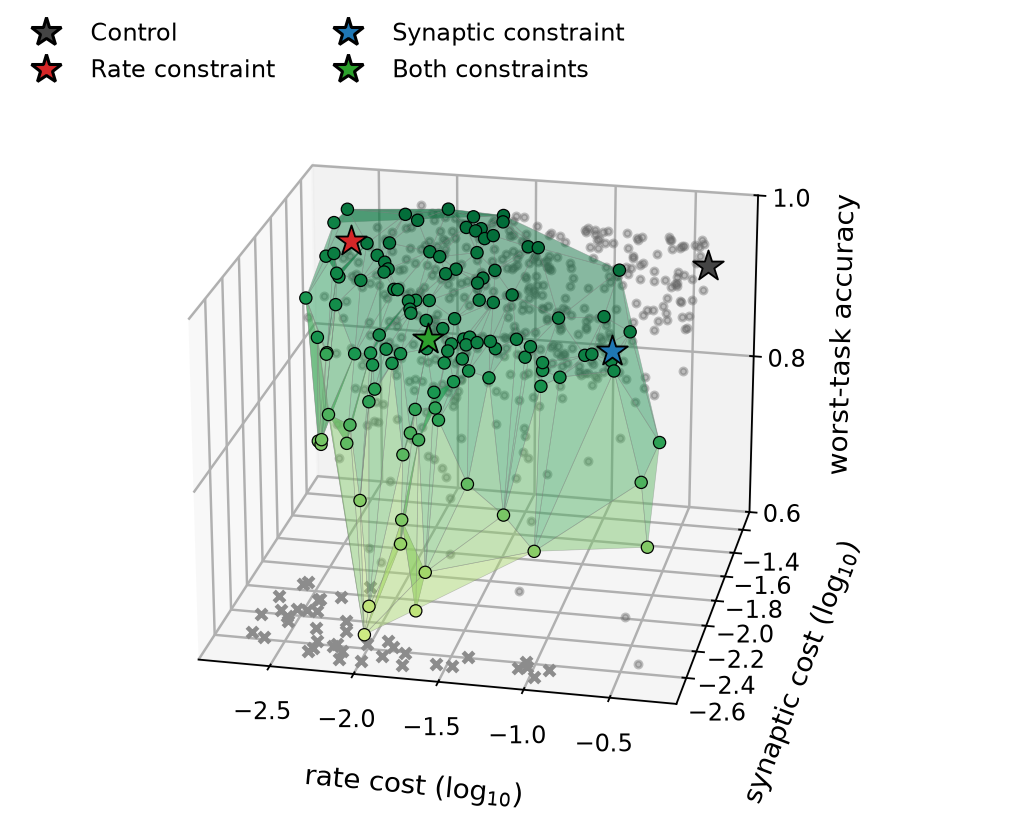 Control
Synaptic constraint
Rate constraint
Both constraints
1.0
0.8
0.6
worst-task accuracy
−1.4
−1.6
−1.8
−2.0
−2.2
−2.4
−2.6
synaptic cost (log₁₀)
−2.5
−2.0
−1.5
−1.0
−0.5
rate cost (log₁₀)